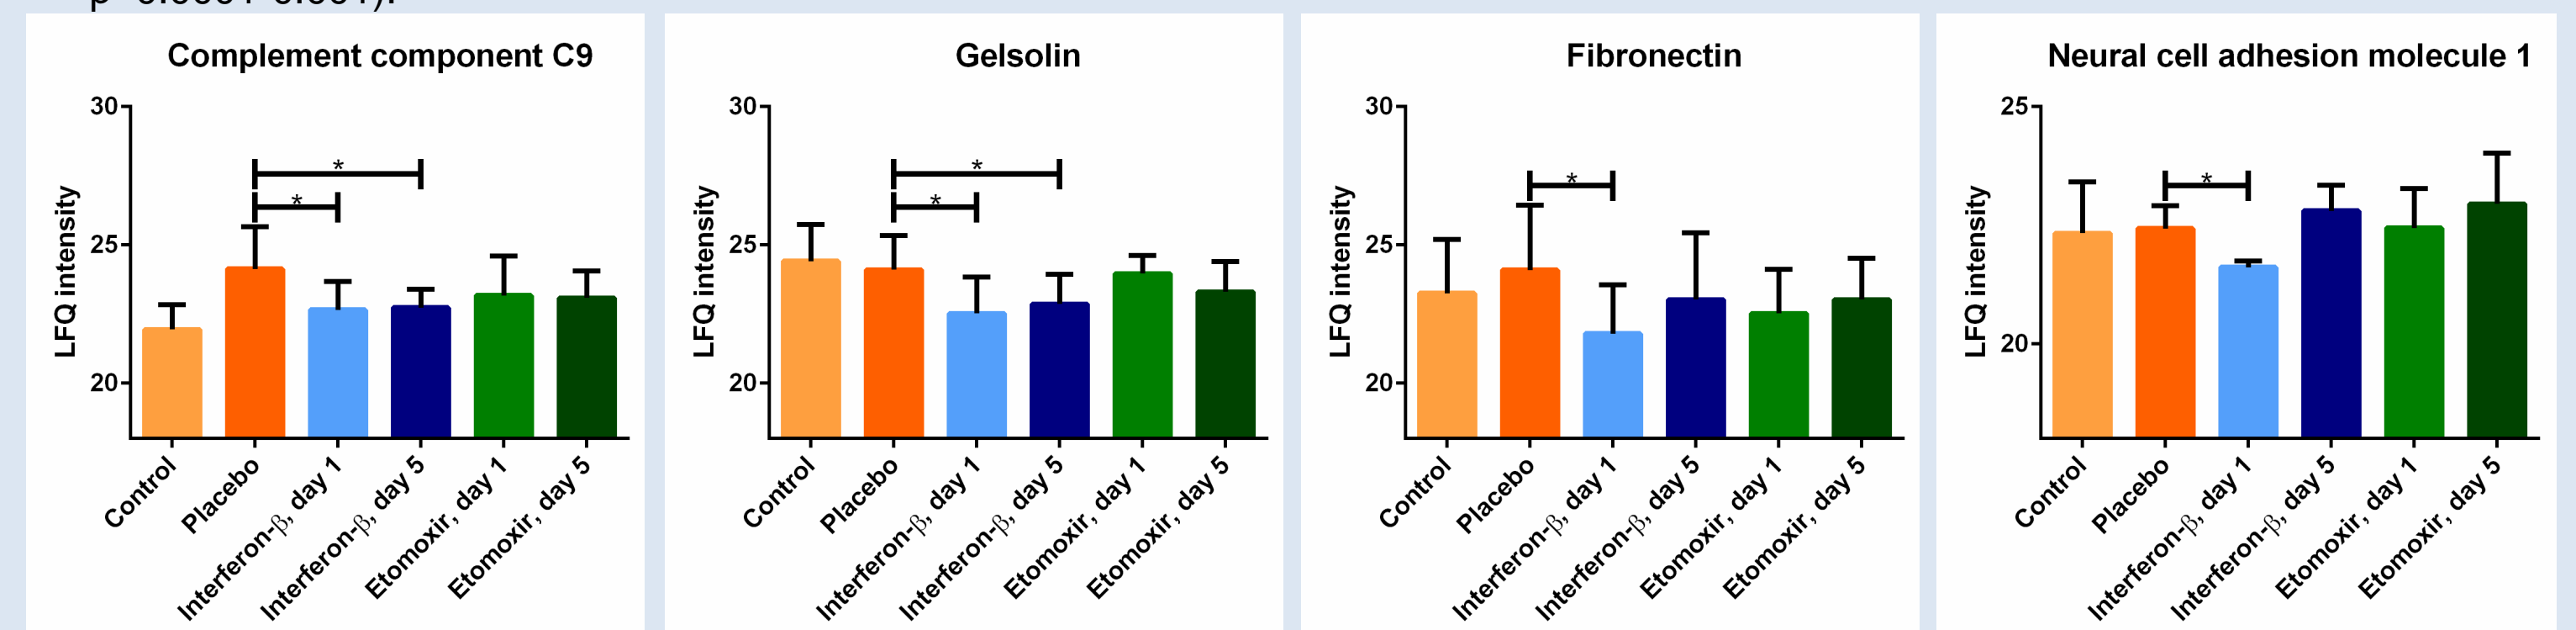 Complement component C9
30
25
20
LFQ intensity
*
*
Control
Placebo
Interferon-β, day 1
Interferon-β, day 5
Etomoxir, day 1
Etomoxir, day 5
Gelsolin
30
25
20
LFQ intensity
*
*
Control
Placebo
Interferon-β, day 1
Interferon-β, day 5
Etomoxir, day 1
Etomoxir, day 5
Fibronectin
30
25
20
LFQ intensity
*
Control
Placebo
Interferon-β, day 1
Interferon-β, day 5
Etomoxir, day 1
Etomoxir, day 5
Neural cell adhesion molecule 1
25
20
LFQ intensity
*
Control
Placebo
Interferon-β, day 1
Interferon-β, day 5
Etomoxir, day 1
Etomoxir, day 5